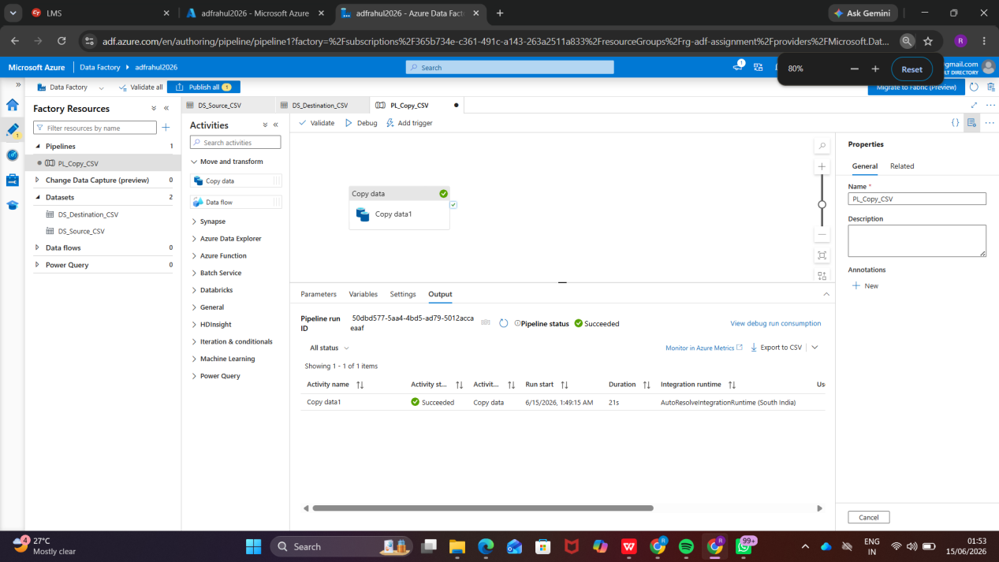 LMS
adfrahul2026 - Microsoft Azure
adfrahul2026 - Azure Data Fact
Ask Gemini
adf.azure.com/en/authoring/pipeline/pipeline1?factory=%2Fsubscriptions%2F365b734e-c361-491c-a143-263a2511a833%2FresourceGroups%2Frg-adf-assignment%2Fproviders%2FMicrosoft.Dat...
R
80%
Reset
Microsoft Azure
Data Factory
adfrahul2026
Search
1
gmail.com
LT DIRECTORY
Data Factory
Validate all
Publish all
1
Migrate to Fabric (Preview)
Factory Resources
Filter resources by name
Pipelines
1
PL_Copy_CSV
Change Data Capture (preview)
0
Datasets
2
DS_Destination_CSV
DS_Source_CSV
Data flows
0
Power Query
0
DS_Source_CSV
DS_Destination_CSV
PL_Copy_CSV
Activities
Search activities
Move and transform
Copy data
Data flow
Synapse
Azure Data Explorer
Azure Function
Batch Service
Databricks
General
HDInsight
Iteration & conditionals
Machine Learning
Power Query
Validate
Debug
Add trigger
Copy data
Copy data1
Parameters
Variables
Settings
Output
Pipeline run ID
50dbd577-5aa4-4bd5-ad79-5012acca
eaaf
Pipeline status
Succeeded
View debug run consumption
All status
Monitor in Azure Metrics
Export to CSV
Showing 1 - 1 of 1 items
Activity name
Activity st...
Activit...
Run start
Duration
Integration runtime
Us
Copy data1
Succeeded
Copy data
6/15/2026, 1:49:15 AM
21s
AutoResolveIntegrationRuntime (South India)
Properties
General
Related
Name *
PL_Copy_CSV
Description
Annotations
New
Cancel
4
27°C
Mostly clear
Search
99+
ENG
IN
01:53
15/06/2026